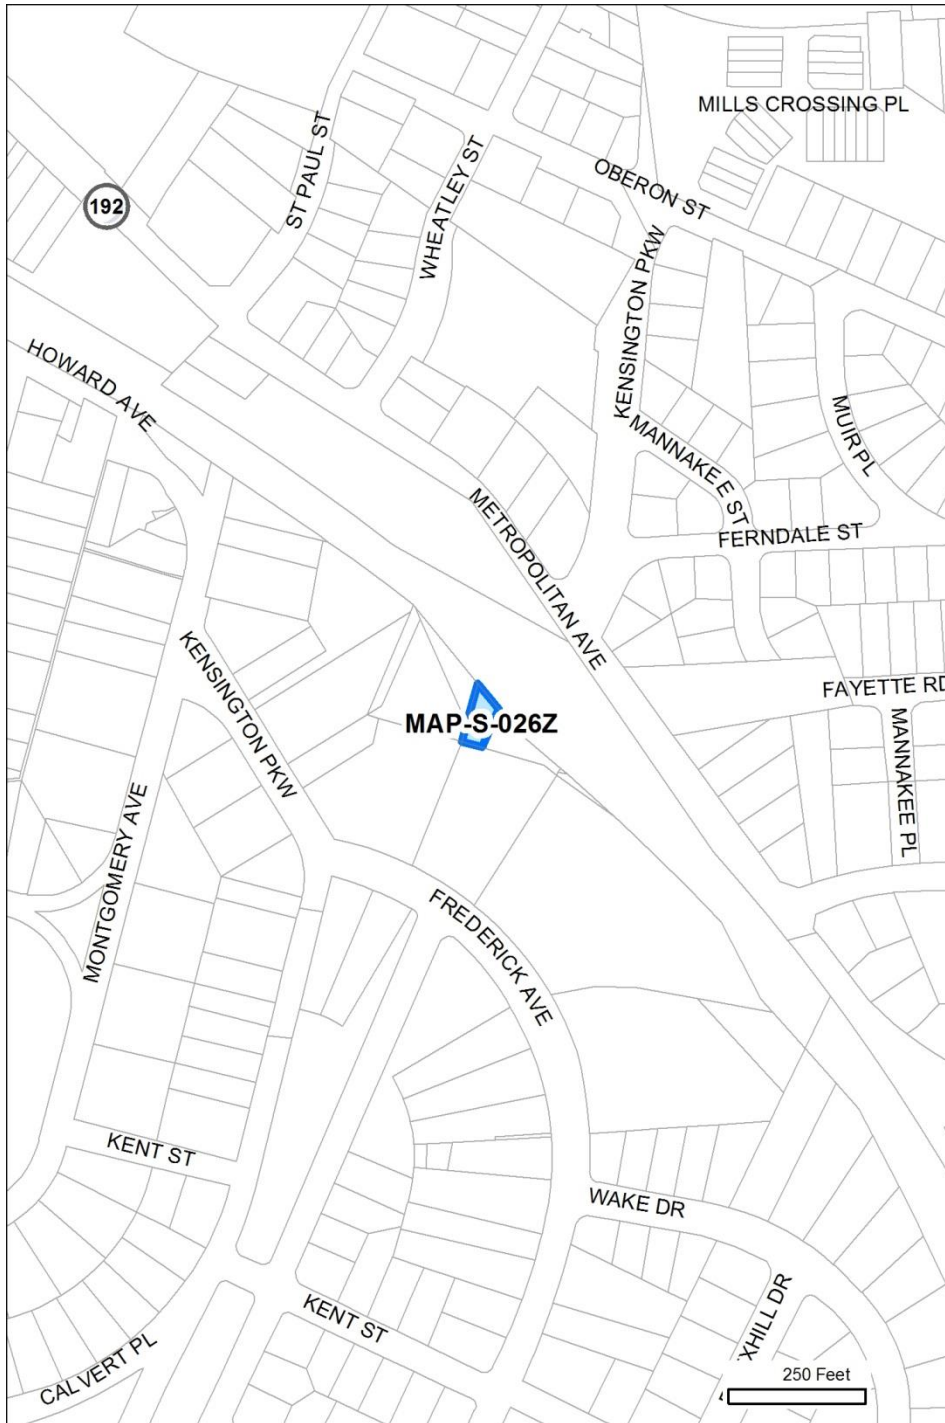 MILLS CROSSING PL
ST PAUL ST
WHEATLEY ST
OBERON ST
192
KENSINGTON PKW
HOWARD AVE
MUIR PL
MANNAKEE ST
METROPOLITAN AVE
FERNDALE ST
KENSINGTON PKW
FAYETTE RD
MAP-S-026Z
MANNAKEE PL
MONTGOMERY AVE
FREDERICK AVE
KENT ST
WAKE DR
KENT ST
XHILL DR
CALVERT PL
250 Feet